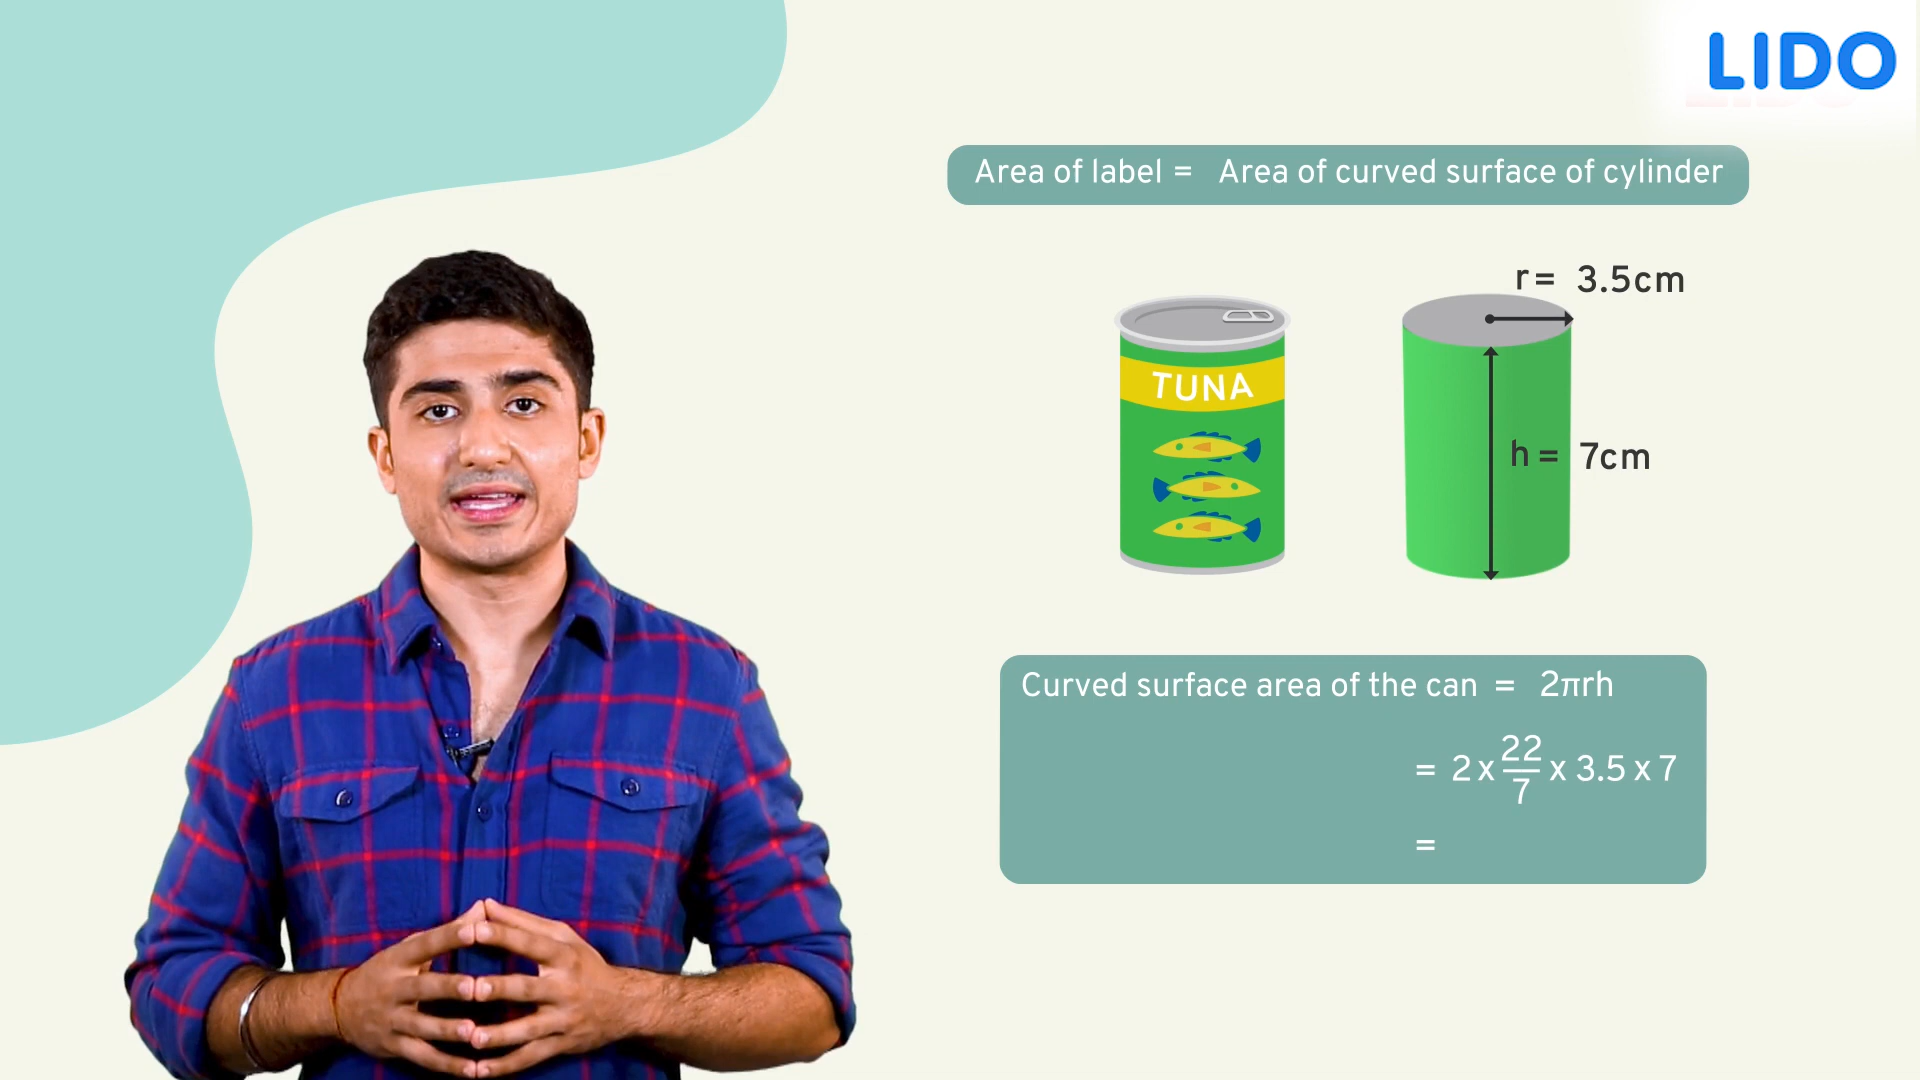 LIDO
Area of label = Area of curved surface of cylinder
r = 3.5cm
TUNA
h = 7cm
Curved surface area of the can = 2πrh
= 2 x 22/7 x 3.5 x 7
=